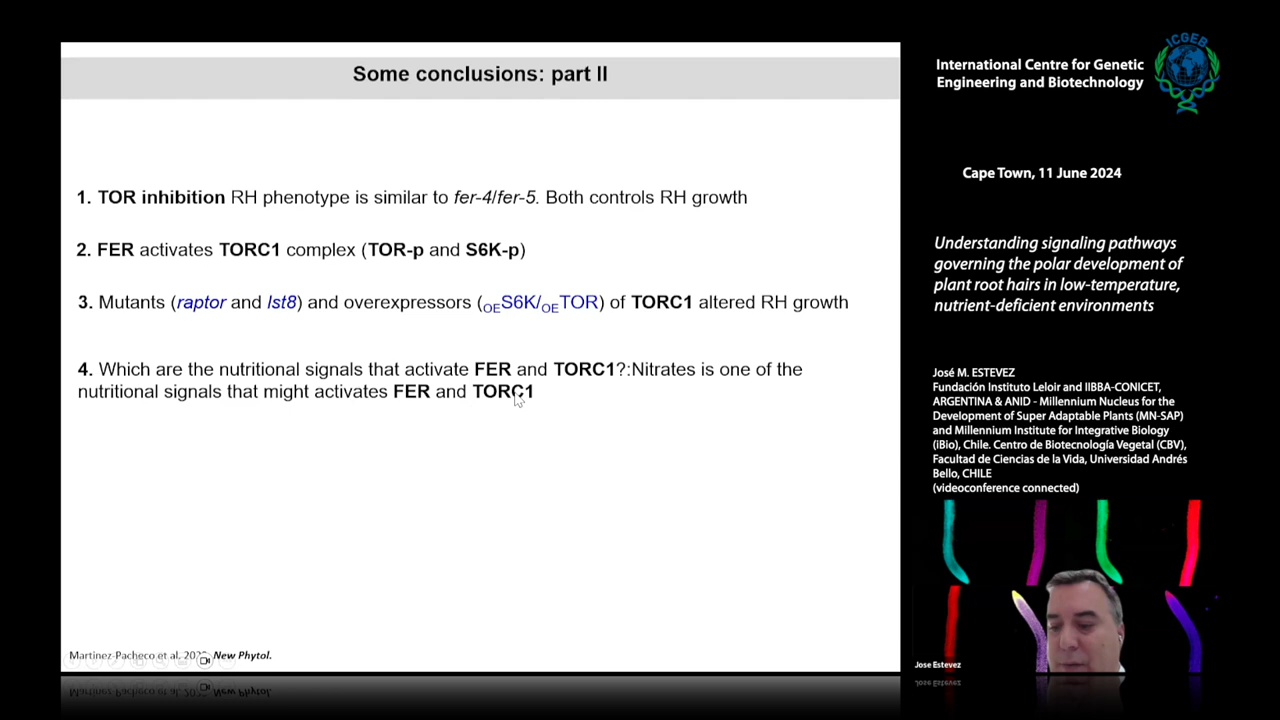 Some conclusions: part II
1. TOR inhibition RH phenotype is similar to fer-4/fer-5. Both controls RH growth
2. FER activates TORC1 complex (TOR-p and S6K-p)
3. Mutants (raptor and lst8) and overexpressors (OES6K/OETOR) of TORC1 altered RH growth
4. Which are the nutritional signals that activate FER and TORC1?:Nitrates is one of the
nutritional signals that might activates FER and TORC1
Martinez-Pacheco et al. New Phytol.
International Centre for Genetic
Engineering and Biotechnology
ICGEB
Cape Town, 11 June 2024
Understanding signaling pathways
governing the polar development of
plant root hairs in low-temperature,
nutrient-deficient environments
José M. ESTEVEZ
Fundación Instituto Leloir and IIBBA-CONICET,
ARGENTINA & ANID - Millennium Nucleus for the
Development of Super Adaptable Plants (MN-SAP)
and Millennium Institute for Integrative Biology
(iBio), Chile. Centro de Biotecnología Vegetal (CBV),
Facultad de Ciencias de la Vida, Universidad Andrés
Bello, CHILE
(videoconference connected)
Jose Estevez